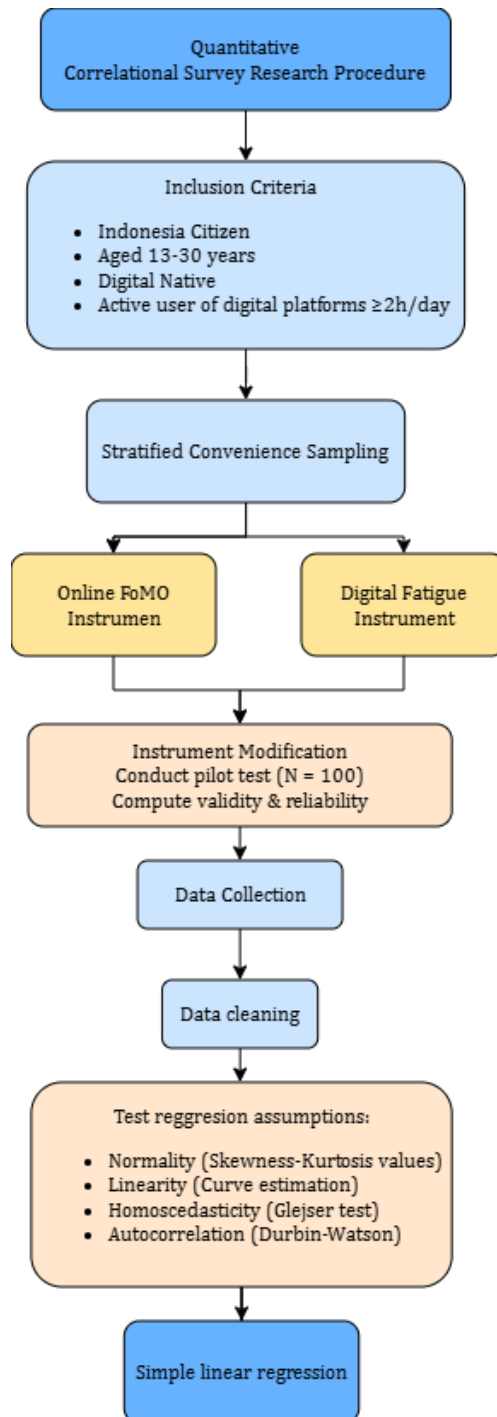 Quantitative
Correlational Survey Research Procedure
Inclusion Criteria
• Indonesia Citizen
• Aged 13-30 years
• Digital Native
• Active user of digital platforms ≥2h/day
Stratified Convenience Sampling
Online FoMO
Instrumen
Digital Fatigue
Instrument
Instrument Modification
Conduct pilot test (N = 100)
Compute validity & reliability
Data Collection
Data cleaning
Test reggresion assumptions:
• Normality (Skewness-Kurtosis values)
• Linearity (Curve estimation)
• Homoscedasticity (Glejser test)
• Autocorrelation (Durbin-Watson)
Simple linear regression